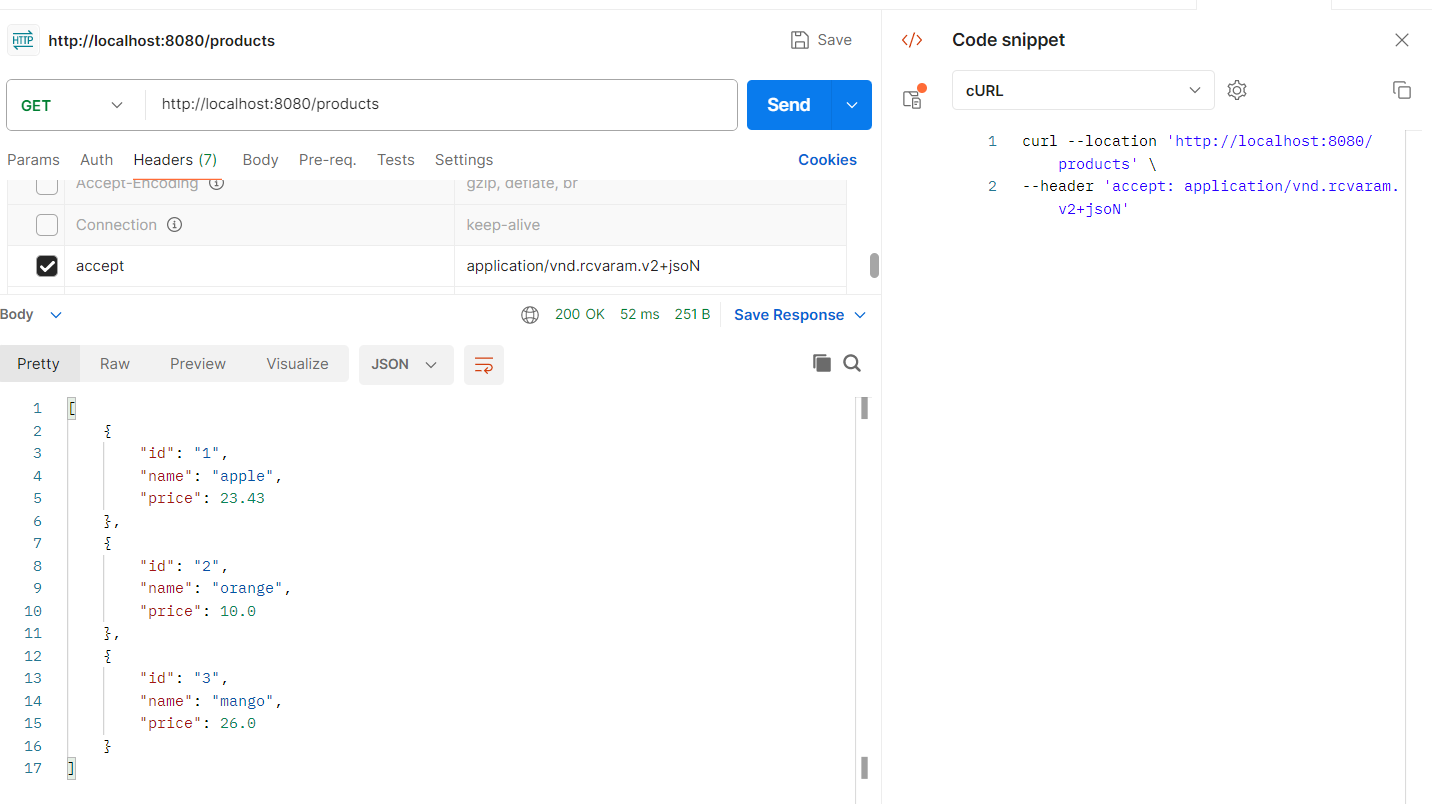 HTTP http://localhost:8080/products Save
GET http://localhost:8080/products Send
Params Auth Headers (7) Body Pre-req. Tests Settings Cookies
Accept-Encoding gzip, deflate, br
Connection keep-alive
accept application/vnd.rcvaram.v2+jsoN
Body 200 OK 52 ms 251 B Save Response
Pretty Raw Preview Visualize JSON
1 [
2 {
3 "id": "1",
4 "name": "apple",
5 "price": 23.43
6 },
7 {
8 "id": "2",
9 "name": "orange",
10 "price": 10.0
11 },
12 {
13 "id": "3",
14 "name": "mango",
15 "price": 26.0
16 }
17 ]
</> Code snippet
cURL
1 curl --location 'http://localhost:8080/
products' \
2 --header 'accept: application/vnd.rcvaram.
v2+jsoN'